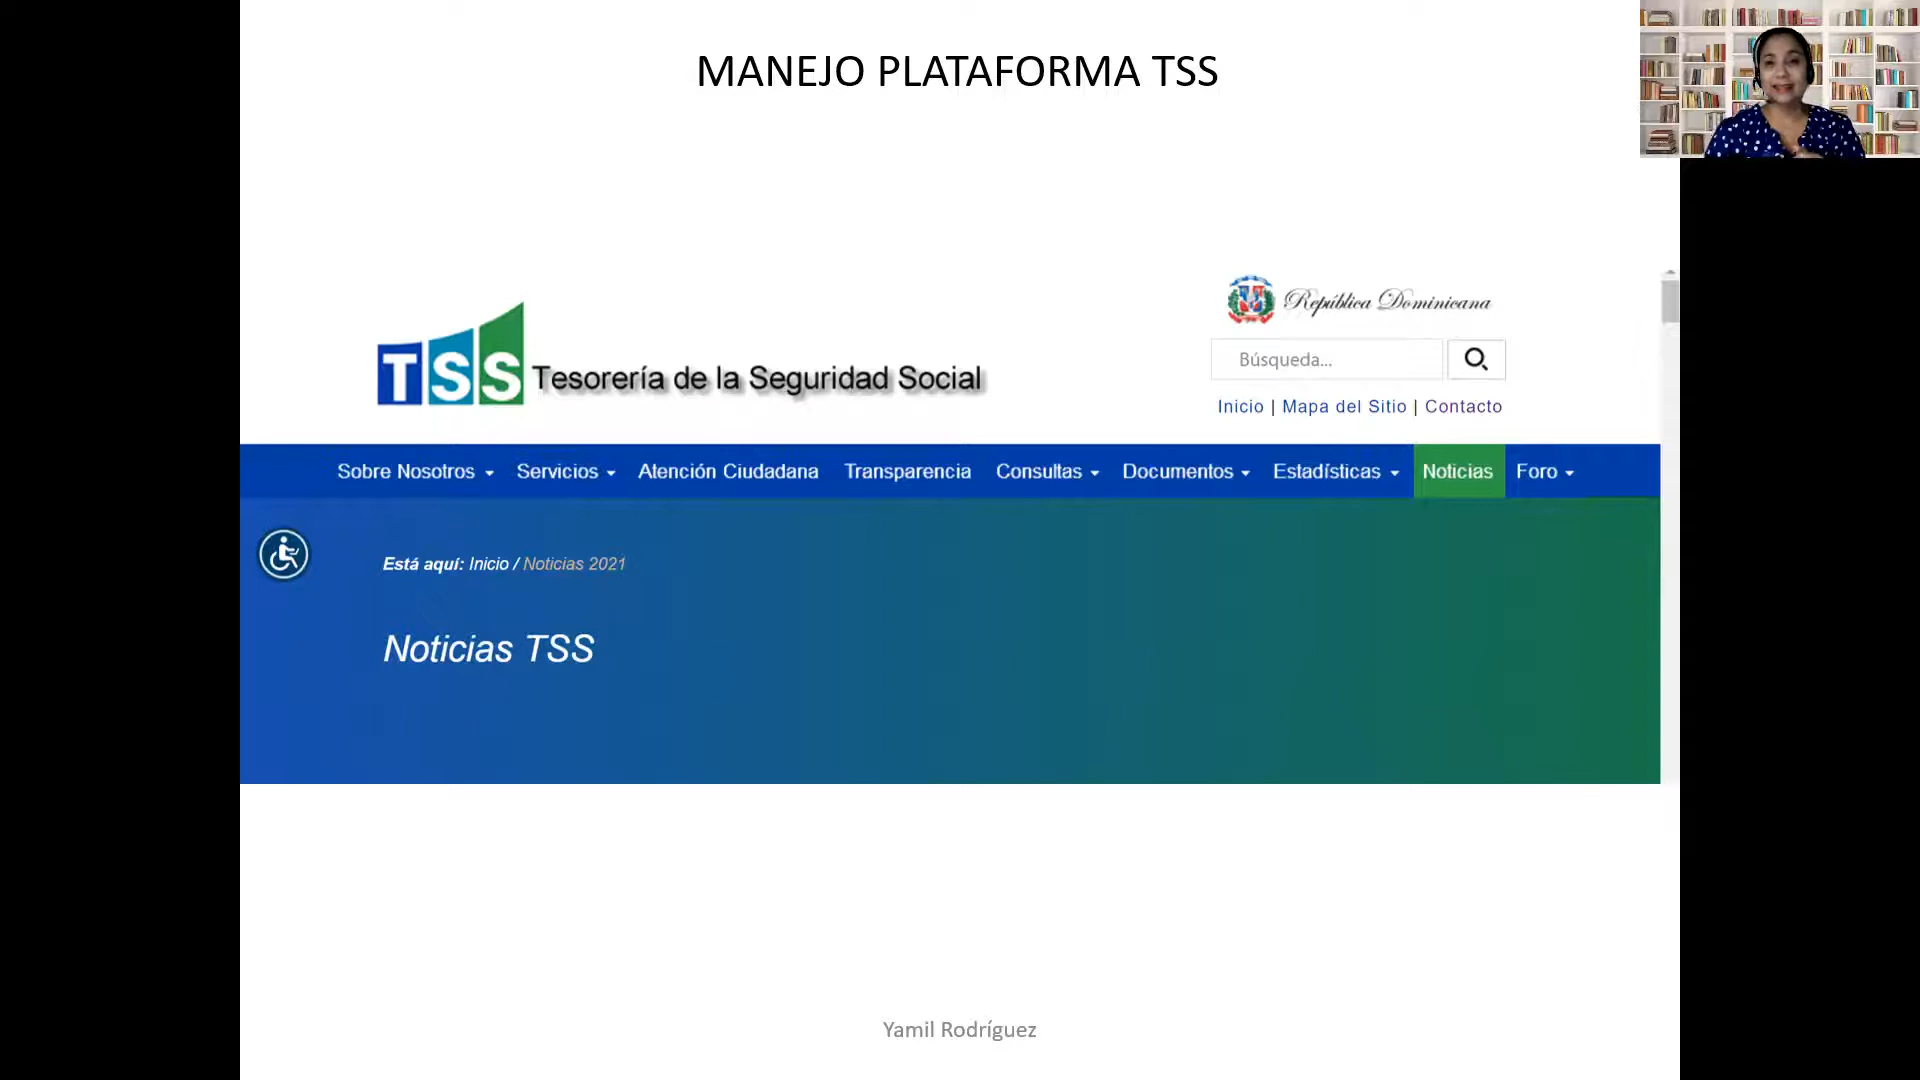 MANEJO PLATAFORMA TSS
República Dominicana
TSS Tesorería de la Seguridad Social
Búsqueda...
Inicio | Mapa del Sitio | Contacto
Sobre Nosotros Servicios Atención Ciudadana Transparencia Consultas Documentos Estadísticas Noticias Foro
Está aquí: Inicio / Noticias 2021
Noticias TSS
Yamil Rodríguez